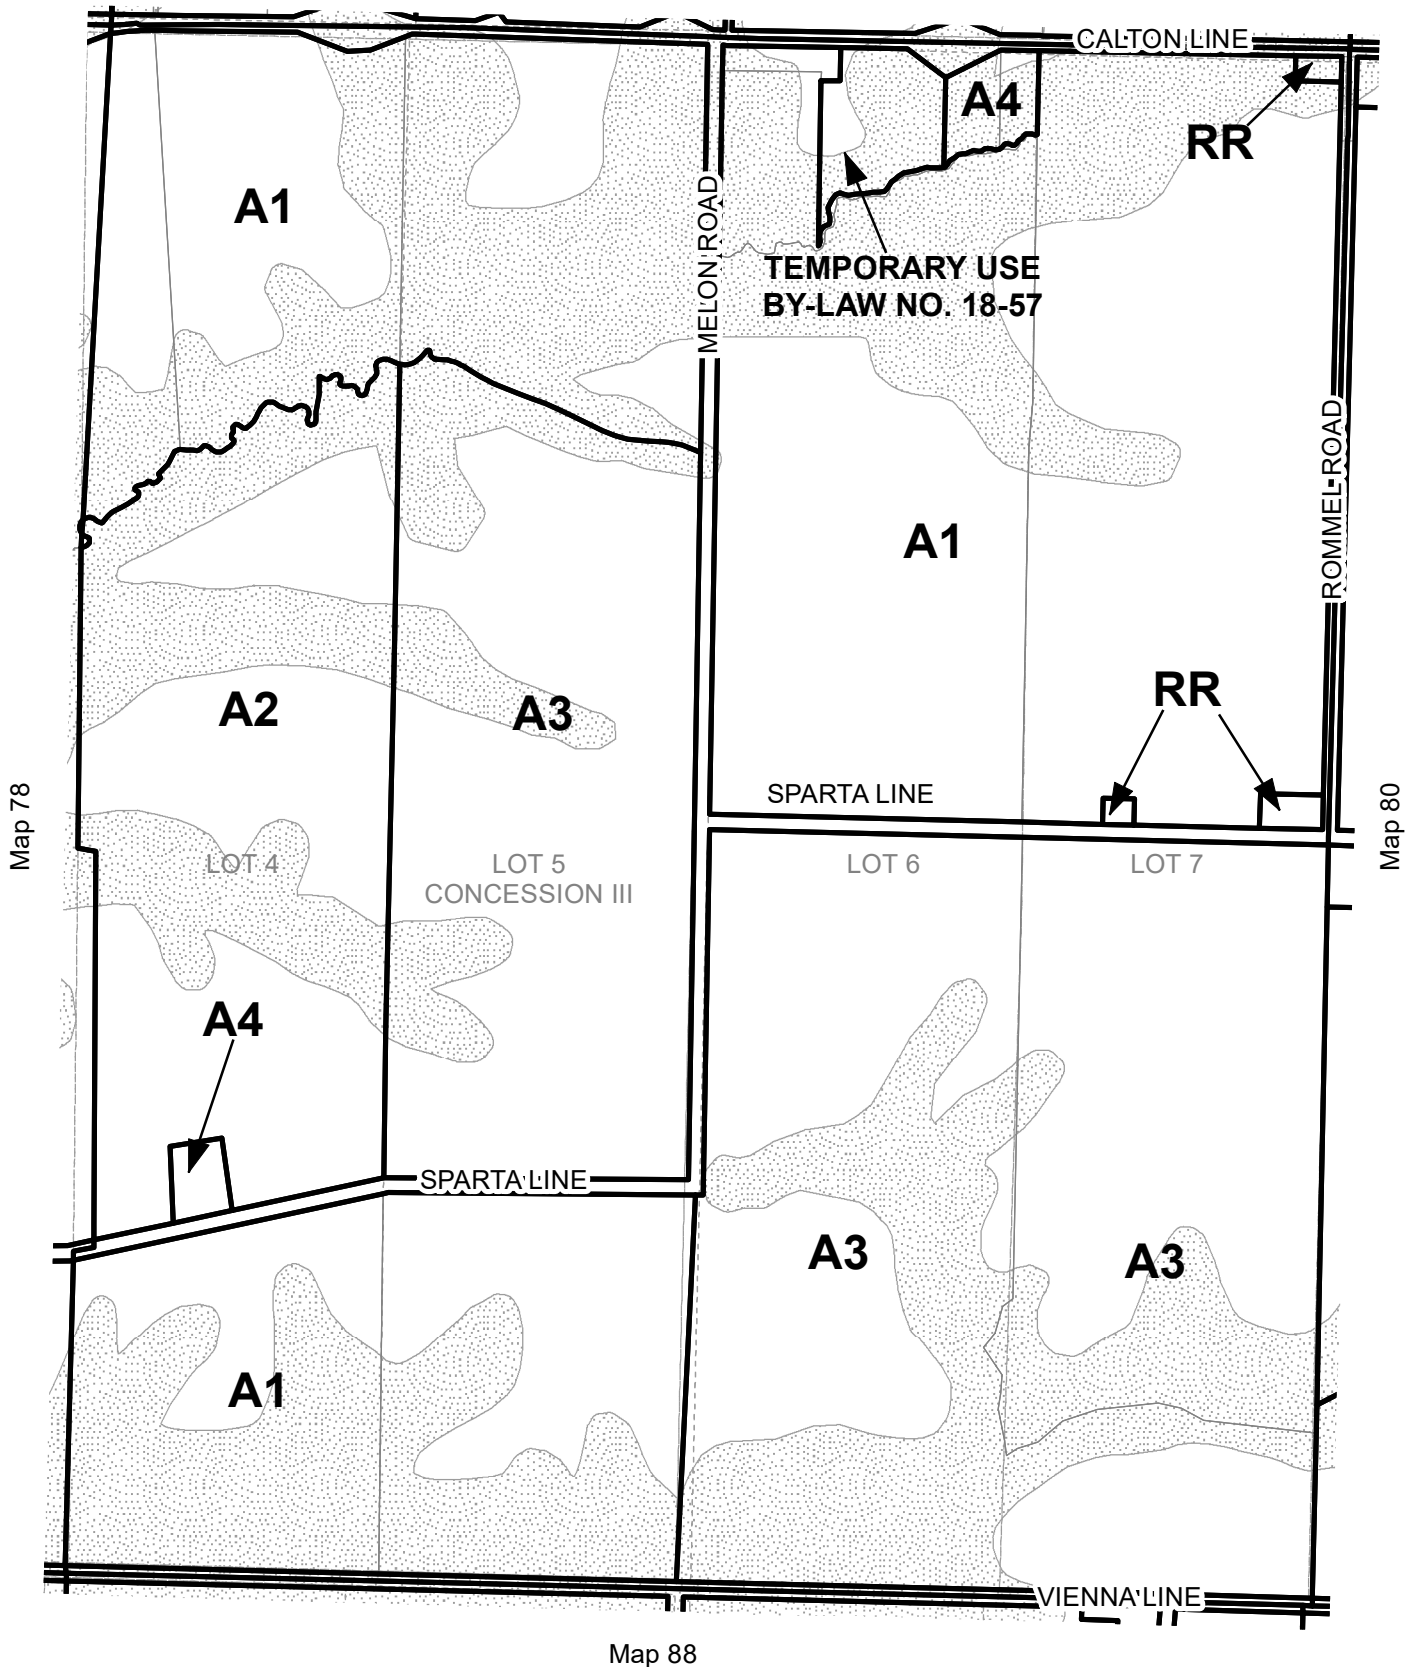 CALTON LINE
A4
RR
A1
MELON ROAD
TEMPORARY USE
BY-LAW NO. 18-57
ROMMEL ROAD
A1
RR
A2
A3
SPARTA LINE
Map 78
Map 80
LOT 4
LOT 5
LOT 6
LOT 7
CONCESSION III
A4
SPARTA LINE
A3
A3
A1
VIENNA LINE
Map 88